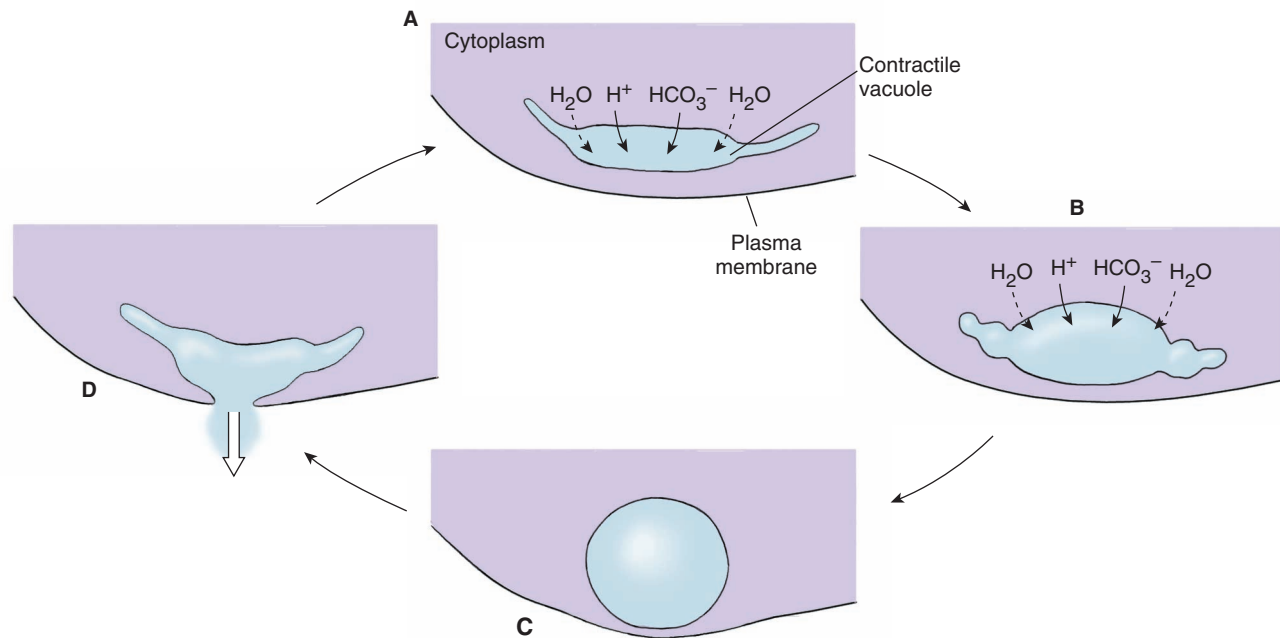 A
Cytoplasm
Contractile
vacuole
H₂O H⁺ HCO₃⁻ H₂O
Plasma
membrane
B
H₂O H⁺ HCO₃⁻ H₂O
D
C